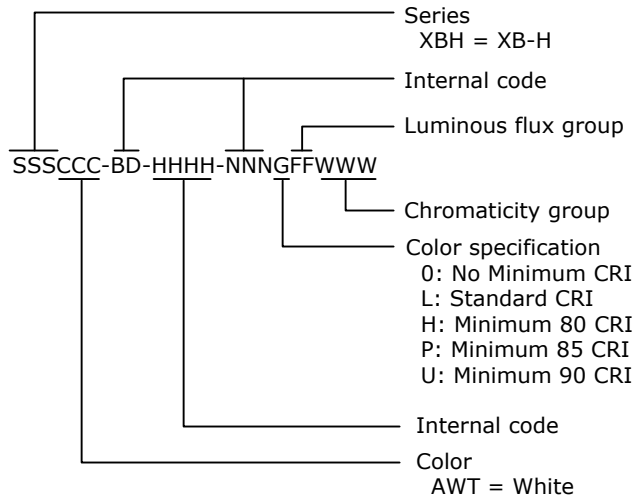 Series
XBH = XB-H
Internal code
Luminous flux group
SSSCCC-BD-HHHH-NNNGFFWWW
Chromaticity group
Color specification
0: No Minimum CRI
L: Standard CRI
H: Minimum 80 CRI
P: Minimum 85 CRI
U: Minimum 90 CRI
Internal code
Color
AWT = White